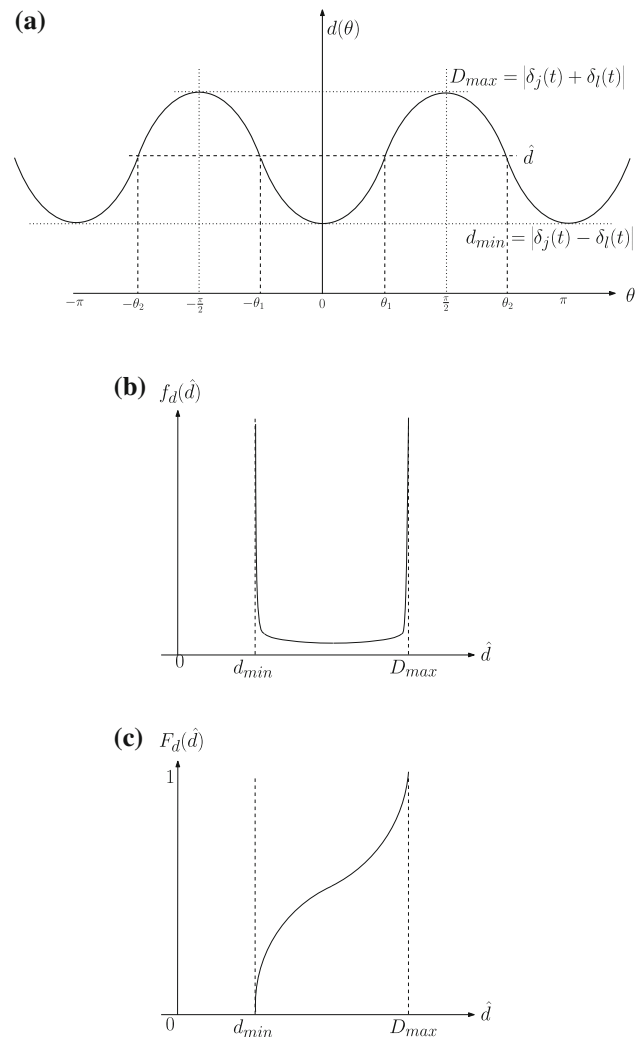 (a)
d(θ)
D_max = |δ_j(t) + δ_l(t)|
d̂
d_min = |δ_j(t) − δ_l(t)|
−π −θ_2 −π/2 −θ_1 0 θ_1 π/2 θ_2 π θ
(b) f_d(d̂)
0 d_min D_max d̂
(c) F_d(d̂)
1
0 d_min D_max d̂